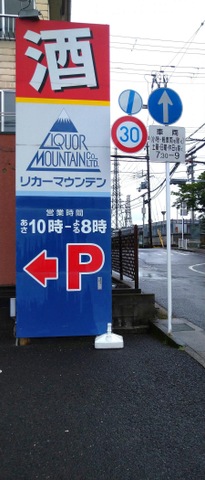 酒
LIQUOR
MOUNTAIN CO.,
LTD.
リカーマウンテン
営業時間
あさ10時-よる8時
P
30
車両
7:30-9